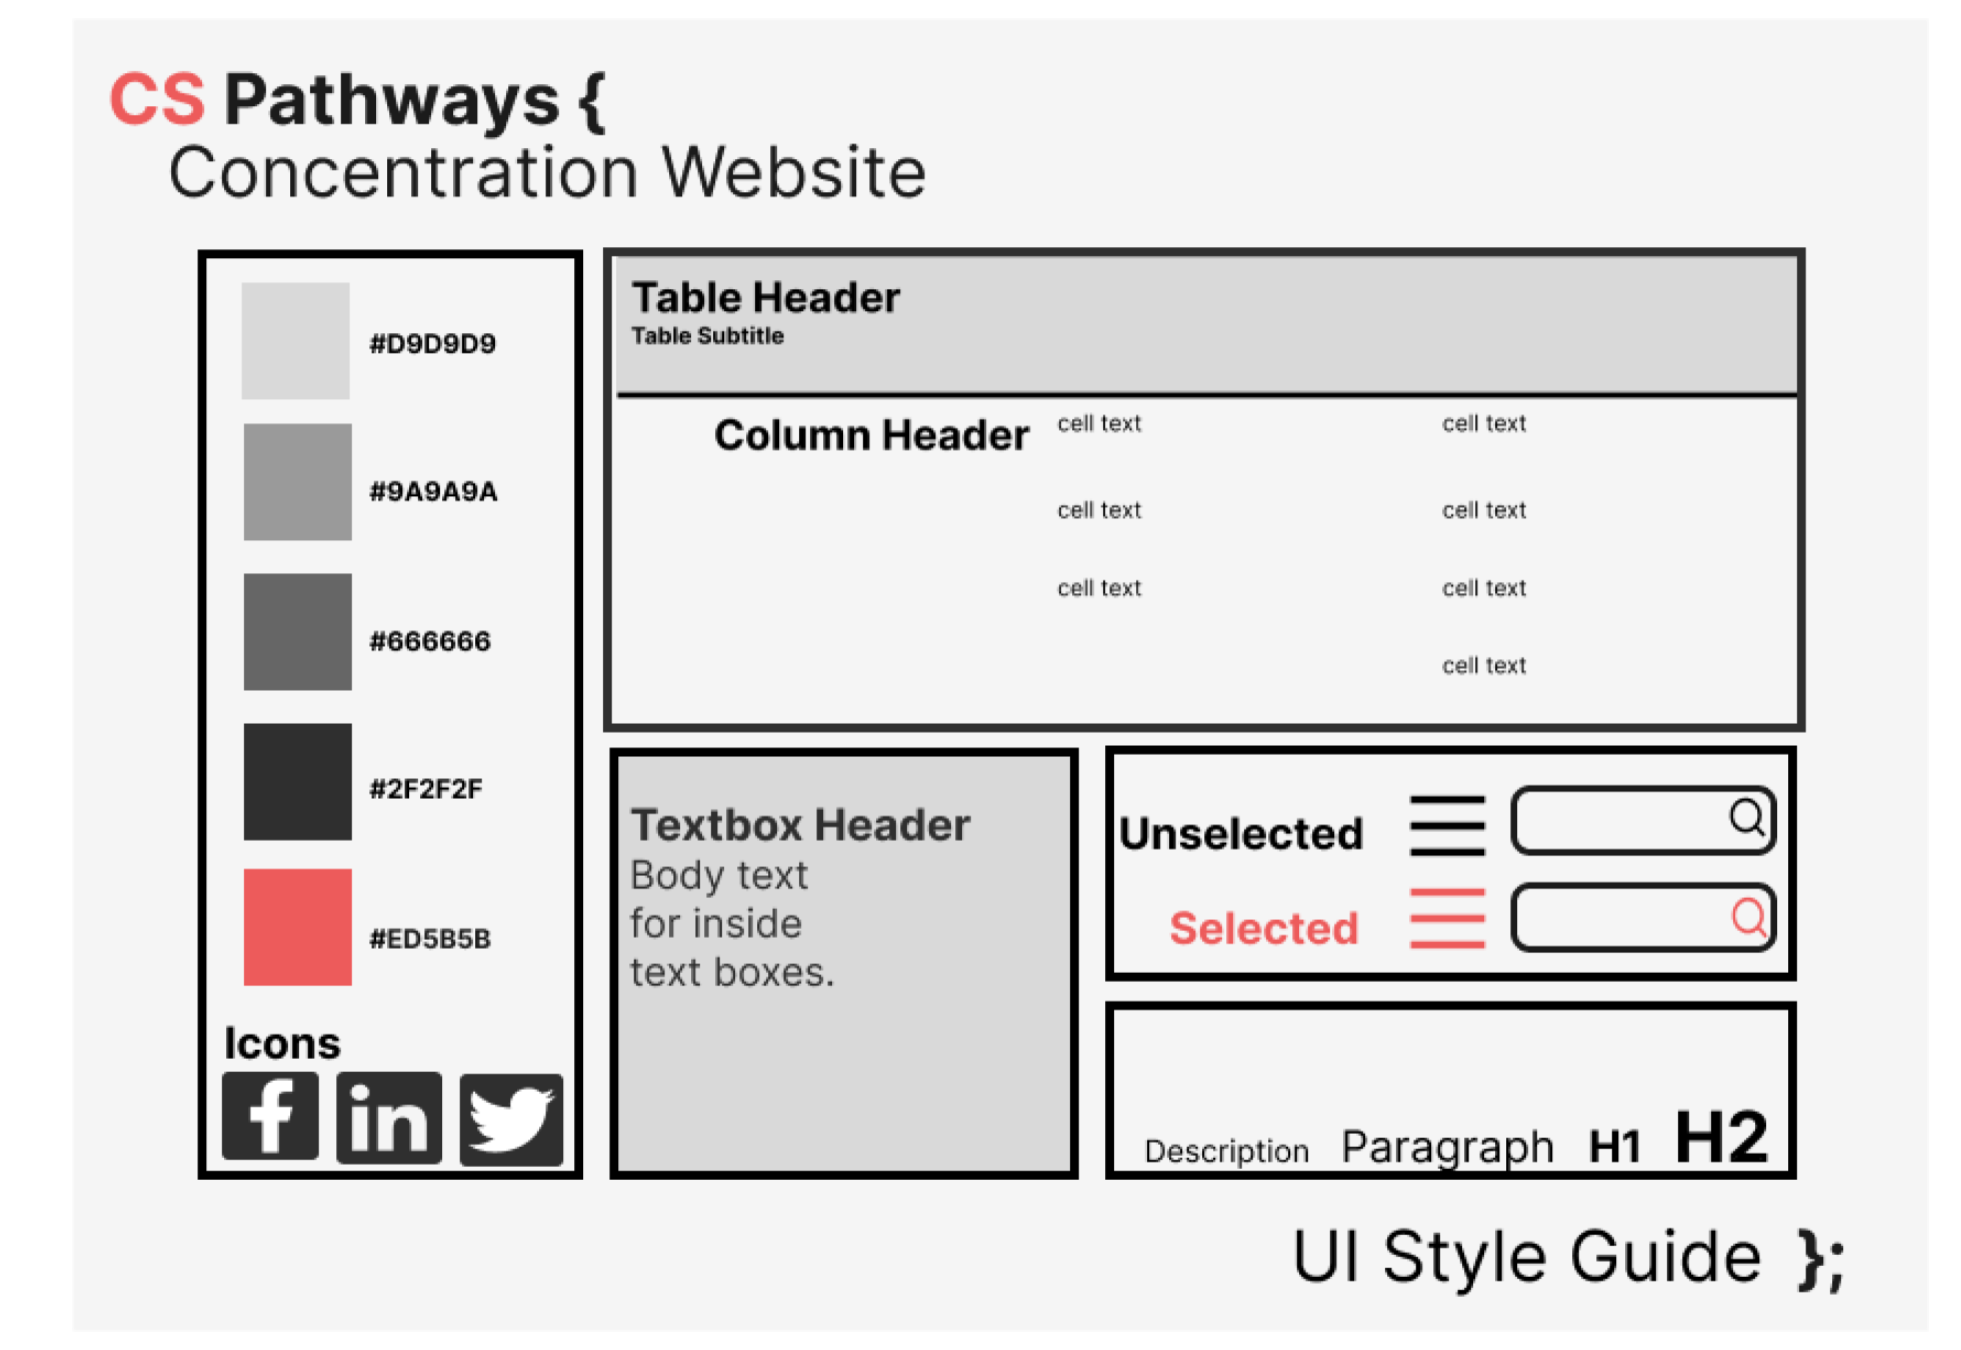 CS Pathways {
Concentration Website
#D9D9D9
#9A9A9A
#666666
#2F2F2F
#ED5B5B
Icons
f in
Table Header
Table Subtitle
Column Header cell text cell text
cell text cell text
cell text cell text
cell text
Textbox Header
Body text
for inside
text boxes.
Unselected
Selected
Description Paragraph H1 H2
UI Style Guide };